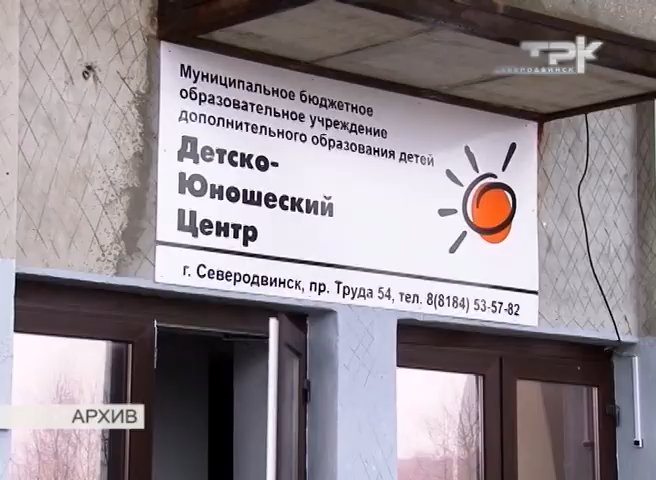 ТРК
СЕВЕРОДВИНСК
Муниципальное бюджетное
образовательное учреждение
дополнительного образования детей
Детско-
Юношеский
Центр
г. Северодвинск, пр. Труда 54, тел. 8(8184) 53-57-82
АРХИВ